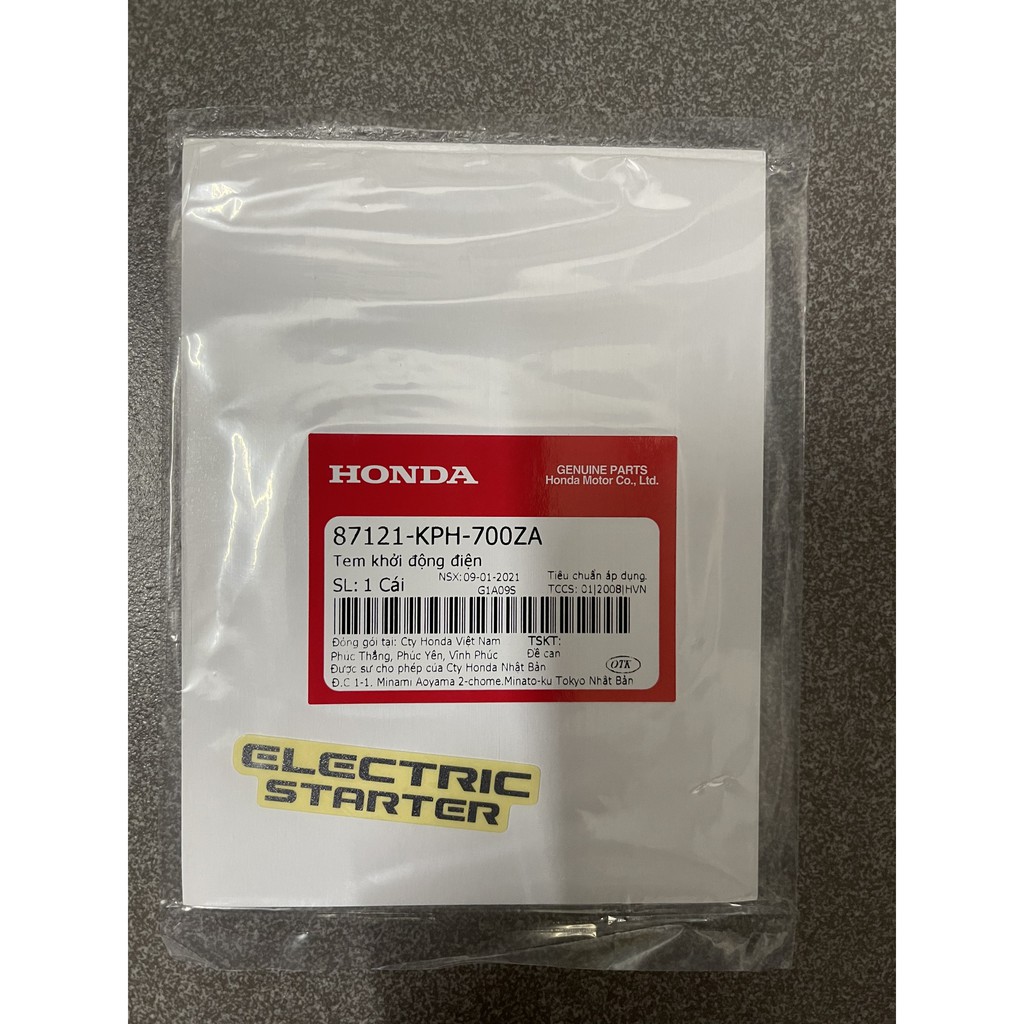 HONDA
GENUINE PARTS
Honda Motor Co., Ltd.
87121-KPH-700ZA
Tem khởi động điện
SL: 1 Cái
NSX: 09-01-2021
G1A09S
Tiêu chuẩn áp dụng.
TCCS: 01|2008|HVN
Đóng gói tại: Cty Honda Việt Nam
TSKT:
Phúc Thắng, Phúc Yên, Vĩnh Phúc
Đề can
Được sư cho phép của Cty Honda Nhật Bản
OTK
Đ.C 1-1, Minami Aoyama 2-chome.Minato-ku Tokyo Nhật Bản
ELECTRIC
STARTER